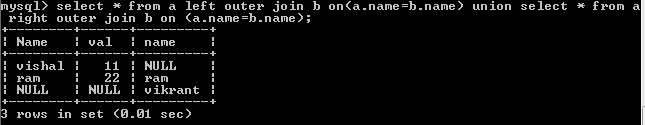 mysql> select * from a left outer join b on(a.name=b.name) union select * from a
 right outer join b on (a.name=b.name);
+--------+------+---------+
| Name   | val  | name    |
+--------+------+---------+
| vishal |   11 | NULL    |
| ram    |   22 | ram     |
| NULL   | NULL | vikrant |
+--------+------+---------+
3 rows in set (0.01 sec)